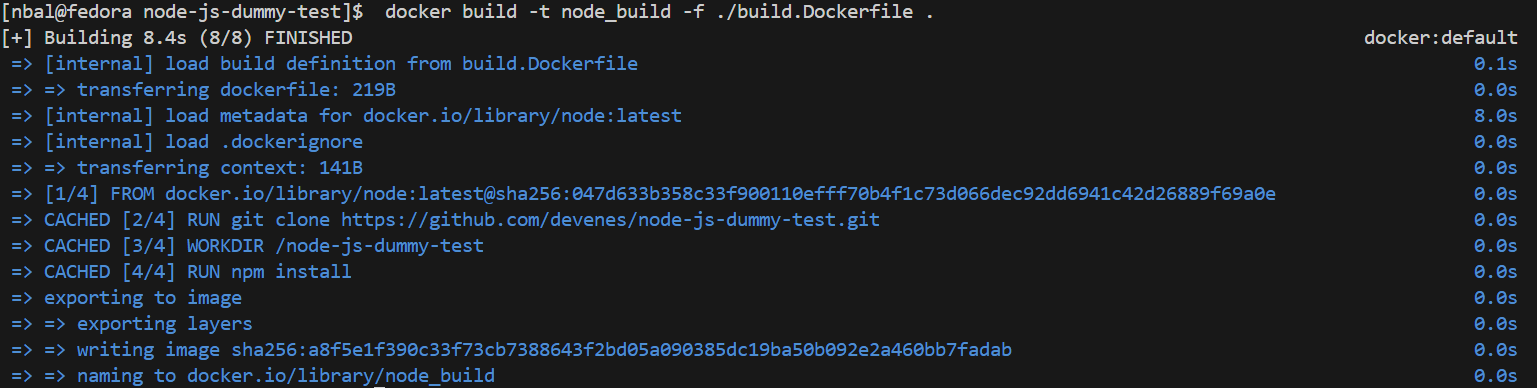 [nbal@fedora node-js-dummy-test]$  docker build -t node_build -f ./build.Dockerfile .
[+] Building 8.4s (8/8) FINISHED docker:default
=> [internal] load build definition from build.Dockerfile 0.1s
=> => transferring dockerfile: 219B 0.0s
=> [internal] load metadata for docker.io/library/node:latest 8.0s
=> [internal] load .dockerignore 0.0s
=> => transferring context: 141B 0.0s
=> [1/4] FROM docker.io/library/node:latest@sha256:047d633b358c33f900110efff70b4f1c73d066dec92dd6941c42d26889f69a0e 0.0s
=> CACHED [2/4] RUN git clone https://github.com/devenes/node-js-dummy-test.git 0.0s
=> CACHED [3/4] WORKDIR /node-js-dummy-test 0.0s
=> CACHED [4/4] RUN npm install 0.0s
=> exporting to image 0.0s
=> => exporting layers 0.0s
=> => writing image sha256:a8f5e1f390c33f73cb7388643f2bd05a090385dc19ba50b092e2a460bb7fadab 0.0s
=> => naming to docker.io/library/node_build 0.0s